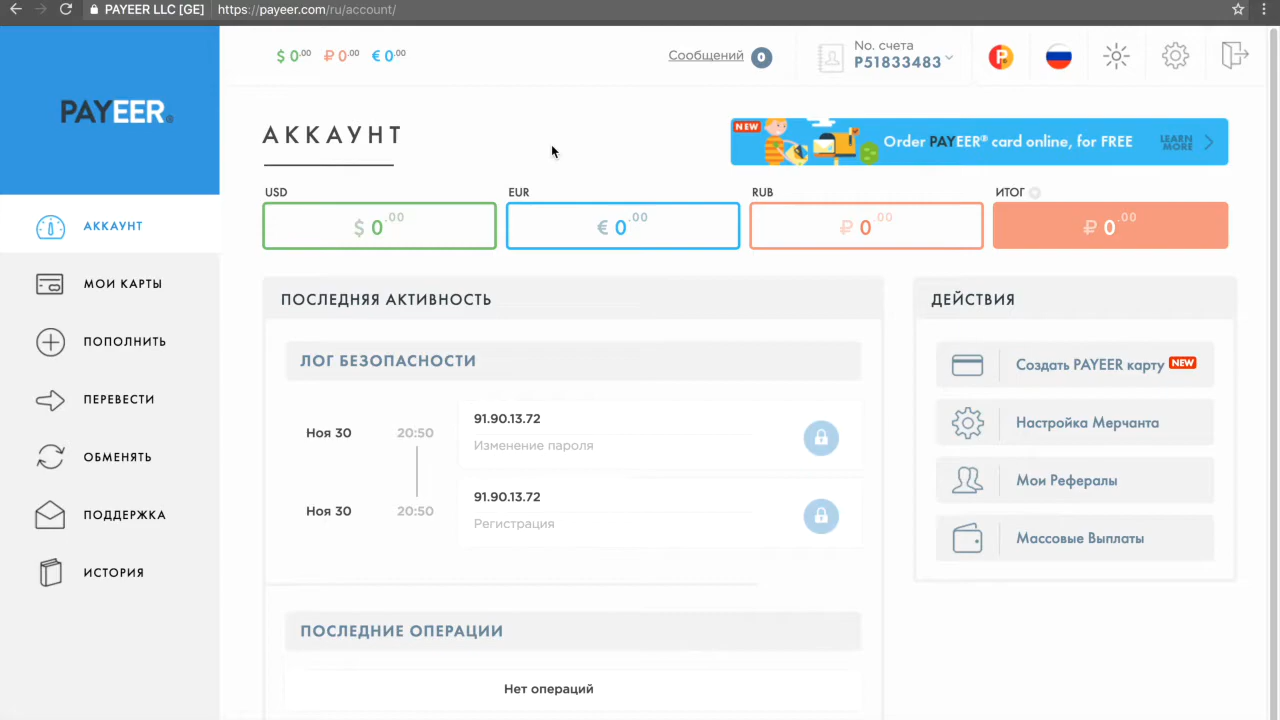 PAYEER LLC [GE]
https://payeer.com/ru/account/
$ 0.00 ₽ 0.00 € 0.00
Сообщений 0
No. счета
P51833483
PAYEER
АККАУНТ
NEW
Order PAYEER® card online, for FREE
LEARN
MORE
USD
EUR
RUB
ИТОГ
$ 0.00
€ 0.00
₽ 0.00
₽ 0.00
АККАУНТ
МОИ КАРТЫ
ПОПОЛНИТЬ
ПЕРЕВЕСТИ
ОБМЕНЯТЬ
ПОДДЕРЖКА
ИСТОРИЯ
ПОСЛЕДНЯЯ АКТИВНОСТЬ
ЛОГ БЕЗОПАСНОСТИ
Ноя 30 20:50
91.90.13.72
Изменение пароля
Ноя 30 20:50
91.90.13.72
Регистрация
ПОСЛЕДНИЕ ОПЕРАЦИИ
Нет операций
ДЕЙСТВИЯ
Создать PAYEER карту NEW
Настройка Мерчанта
Мои Рефералы
Массовые Выплаты